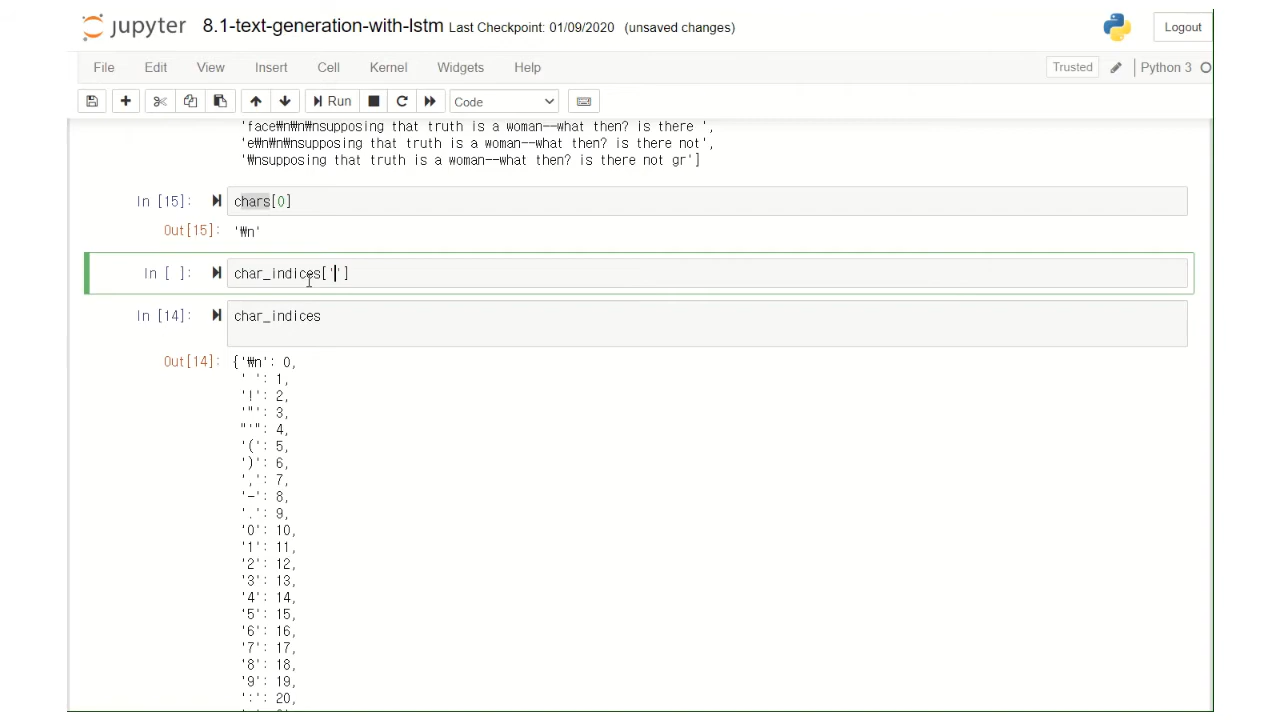 jupyter 8.1-text-generation-with-lstm Last Checkpoint: 01/09/2020 (unsaved changes) Logout
File Edit View Insert Cell Kernel Widgets Help Trusted Python 3
Run Code
'face₩n₩n₩nsupposing that truth is a woman--what then? is there ',
'e₩n₩n₩nsupposing that truth is a woman--what then? is there not',
'₩nsupposing that truth is a woman--what then? is there not gr']
In [15]: chars[0]
Out[15]: '₩n'
In [ ]: char_indices['']
In [14]: char_indices
Out[14]: {'₩n': 0,
' ': 1,
'!': 2,
'"': 3,
"'": 4,
'(': 5,
')': 6,
',': 7,
'-': 8,
'.': 9,
'0': 10,
'1': 11,
'2': 12,
'3': 13,
'4': 14,
'5': 15,
'6': 16,
'7': 17,
'8': 18,
'9': 19,
':': 20,